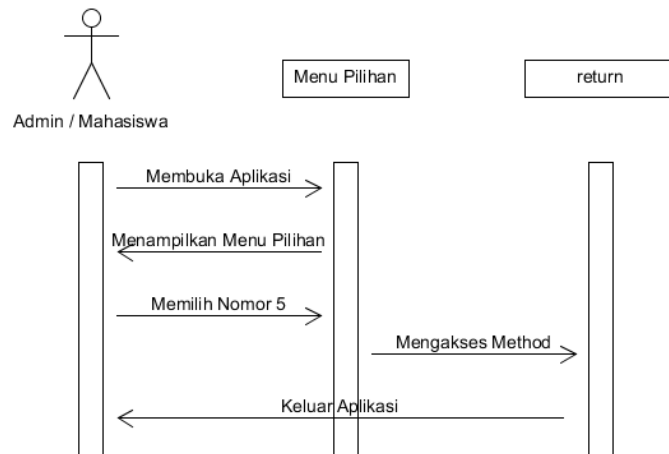 Menu Pilihan
return
Admin / Mahasiswa
Membuka Aplikasi
Menampilkan Menu Pilihan
Memilih Nomor 5
Mengakses Method
Keluar Aplikasi